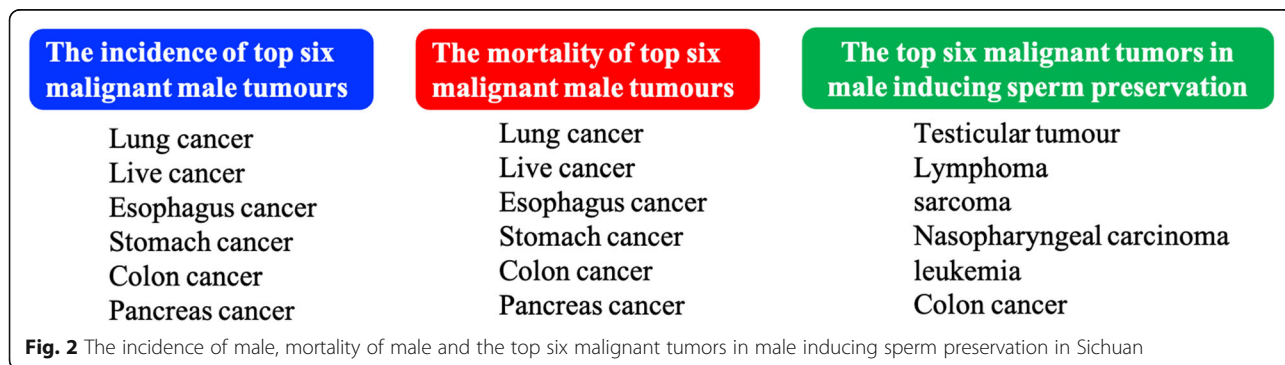 The incidence of top six
malignant male tumours
Lung cancer
Live cancer
Esophagus cancer
Stomach cancer
Colon cancer
Pancreas cancer
The mortality of top six
malignant male tumours
Lung cancer
Live cancer
Esophagus cancer
Stomach cancer
Colon cancer
Pancreas cancer
The top six malignant tumors in
male inducing sperm preservation
Testicular tumour
Lymphoma
sarcoma
Nasopharyngeal carcinoma
leukemia
Colon cancer
Fig. 2 The incidence of male, mortality of male and the top six malignant tumors in male inducing sperm preservation in Sichuan